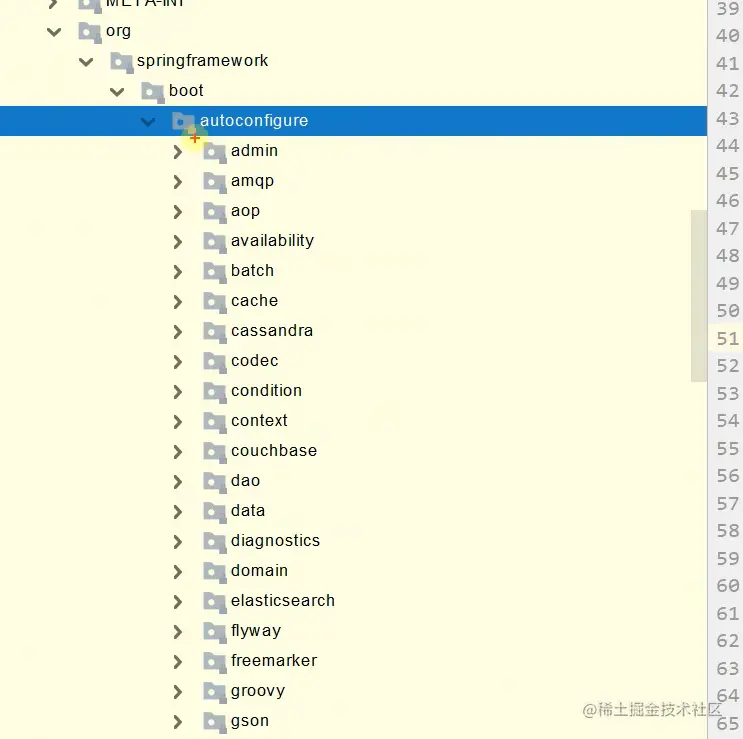 META-INF
org
springframework
boot
autoconfigure
admin
amqp
aop
availability
batch
cache
cassandra
codec
condition
context
couchbase
dao
data
diagnostics
domain
elasticsearch
flyway
freemarker
groovy
gson
39
40
41
42
43
44
45
46
47
48
49
50
51
52
53
54
55
56
57
58
59
60
61
62
63
64
65
@稀土掘金技术社区